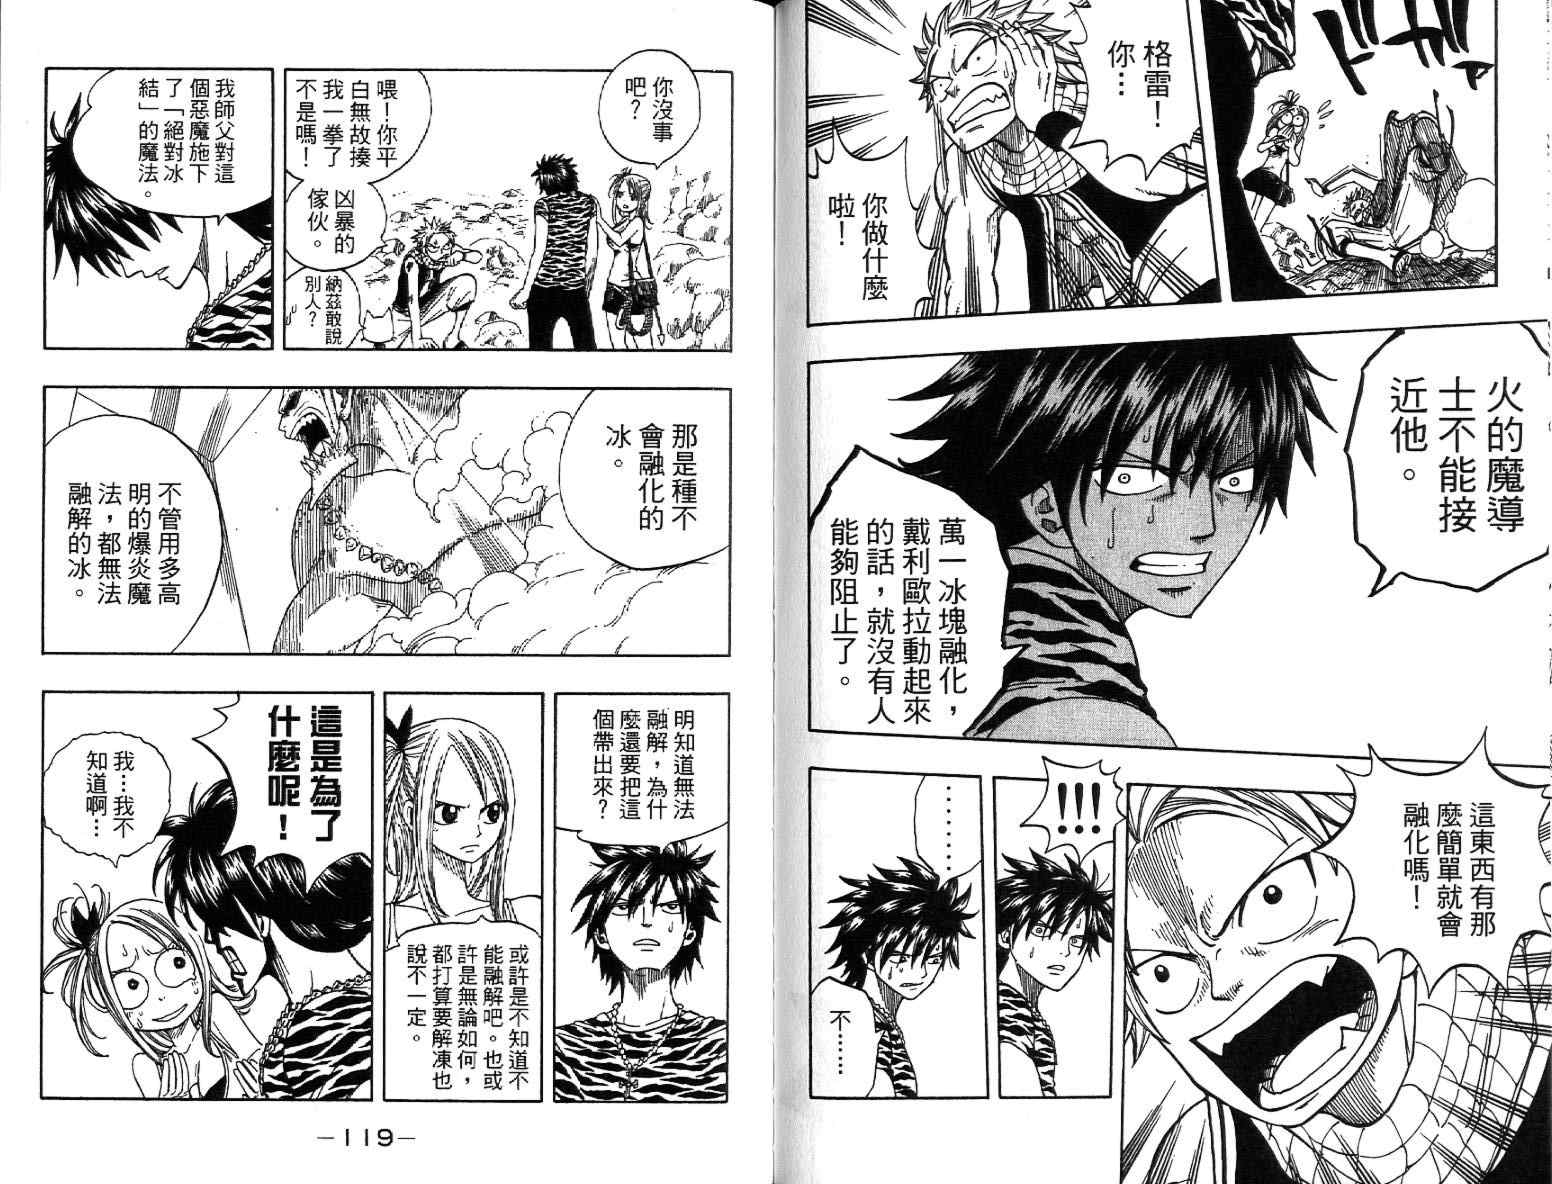 ドガッ
格雷！
你…
你做什麼
啦！
火的魔導
士不能接
近他。
萬一冰塊融化，
戴利歐拉動起來
的話，就沒有人
能夠阻止了。
這東西有那
麼簡單就會
融化嗎！
!!!
………
不……
你沒事
吧？
喂！你平
白無故揍
我一拳了
不是嗎！
凶暴的
傢伙。
納茲敢說
別人？
我師父對這
個惡魔施下
了「絕對冰
結」的魔法。
那是種不
會融化的
冰。
不管用多高
明的爆炎魔
法，都無法
融解的冰。
明知道無法
融解，為什
麼還要把這
個帶出來？
或許是不知道不
能融解吧。也或
許是無論如何，
都打算要解凍也
說不一定。
這是為了
什麼呢！
我…我不
知道啊…
－119－